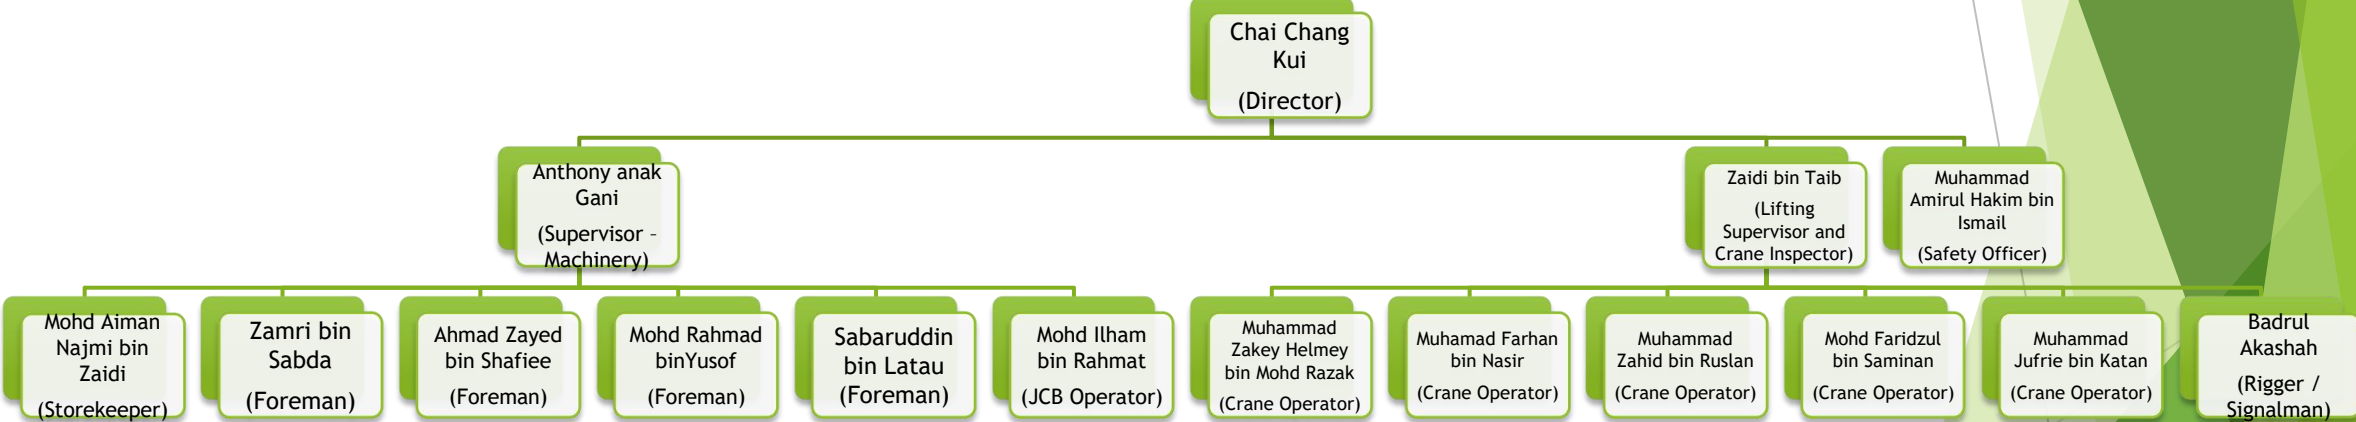 Chai Chang
Kui
(Director)
Anthony anak
Gani
(Supervisor –
Machinery)
Zaidi bin Taib
(Lifting
Supervisor and
Crane Inspector)
Muhammad
Amirul Hakim bin
Ismail
(Safety Officer)
Mohd Aiman
Najmi bin
Zaidi
(Storekeeper)
Zamri bin
Sabda
(Foreman)
Ahmad Zayed
bin Shafiee
(Foreman)
Mohd Rahmad
binYusof
(Foreman)
Sabaruddin
bin Latau
(Foreman)
Mohd Ilham
bin Rahmat
(JCB Operator)
Muhammad
Zakey Helmey
bin Mohd Razak
(Crane Operator)
Muhamad Farhan
bin Nasir
(Crane Operator)
Muhammad
Zahid bin Ruslan
(Crane Operator)
Mohd Faridzul
bin Saminan
(Crane Operator)
Muhammad
Jufrie bin Katan
(Crane Operator)
Badrul
Akashah
(Rigger /
Signalman)